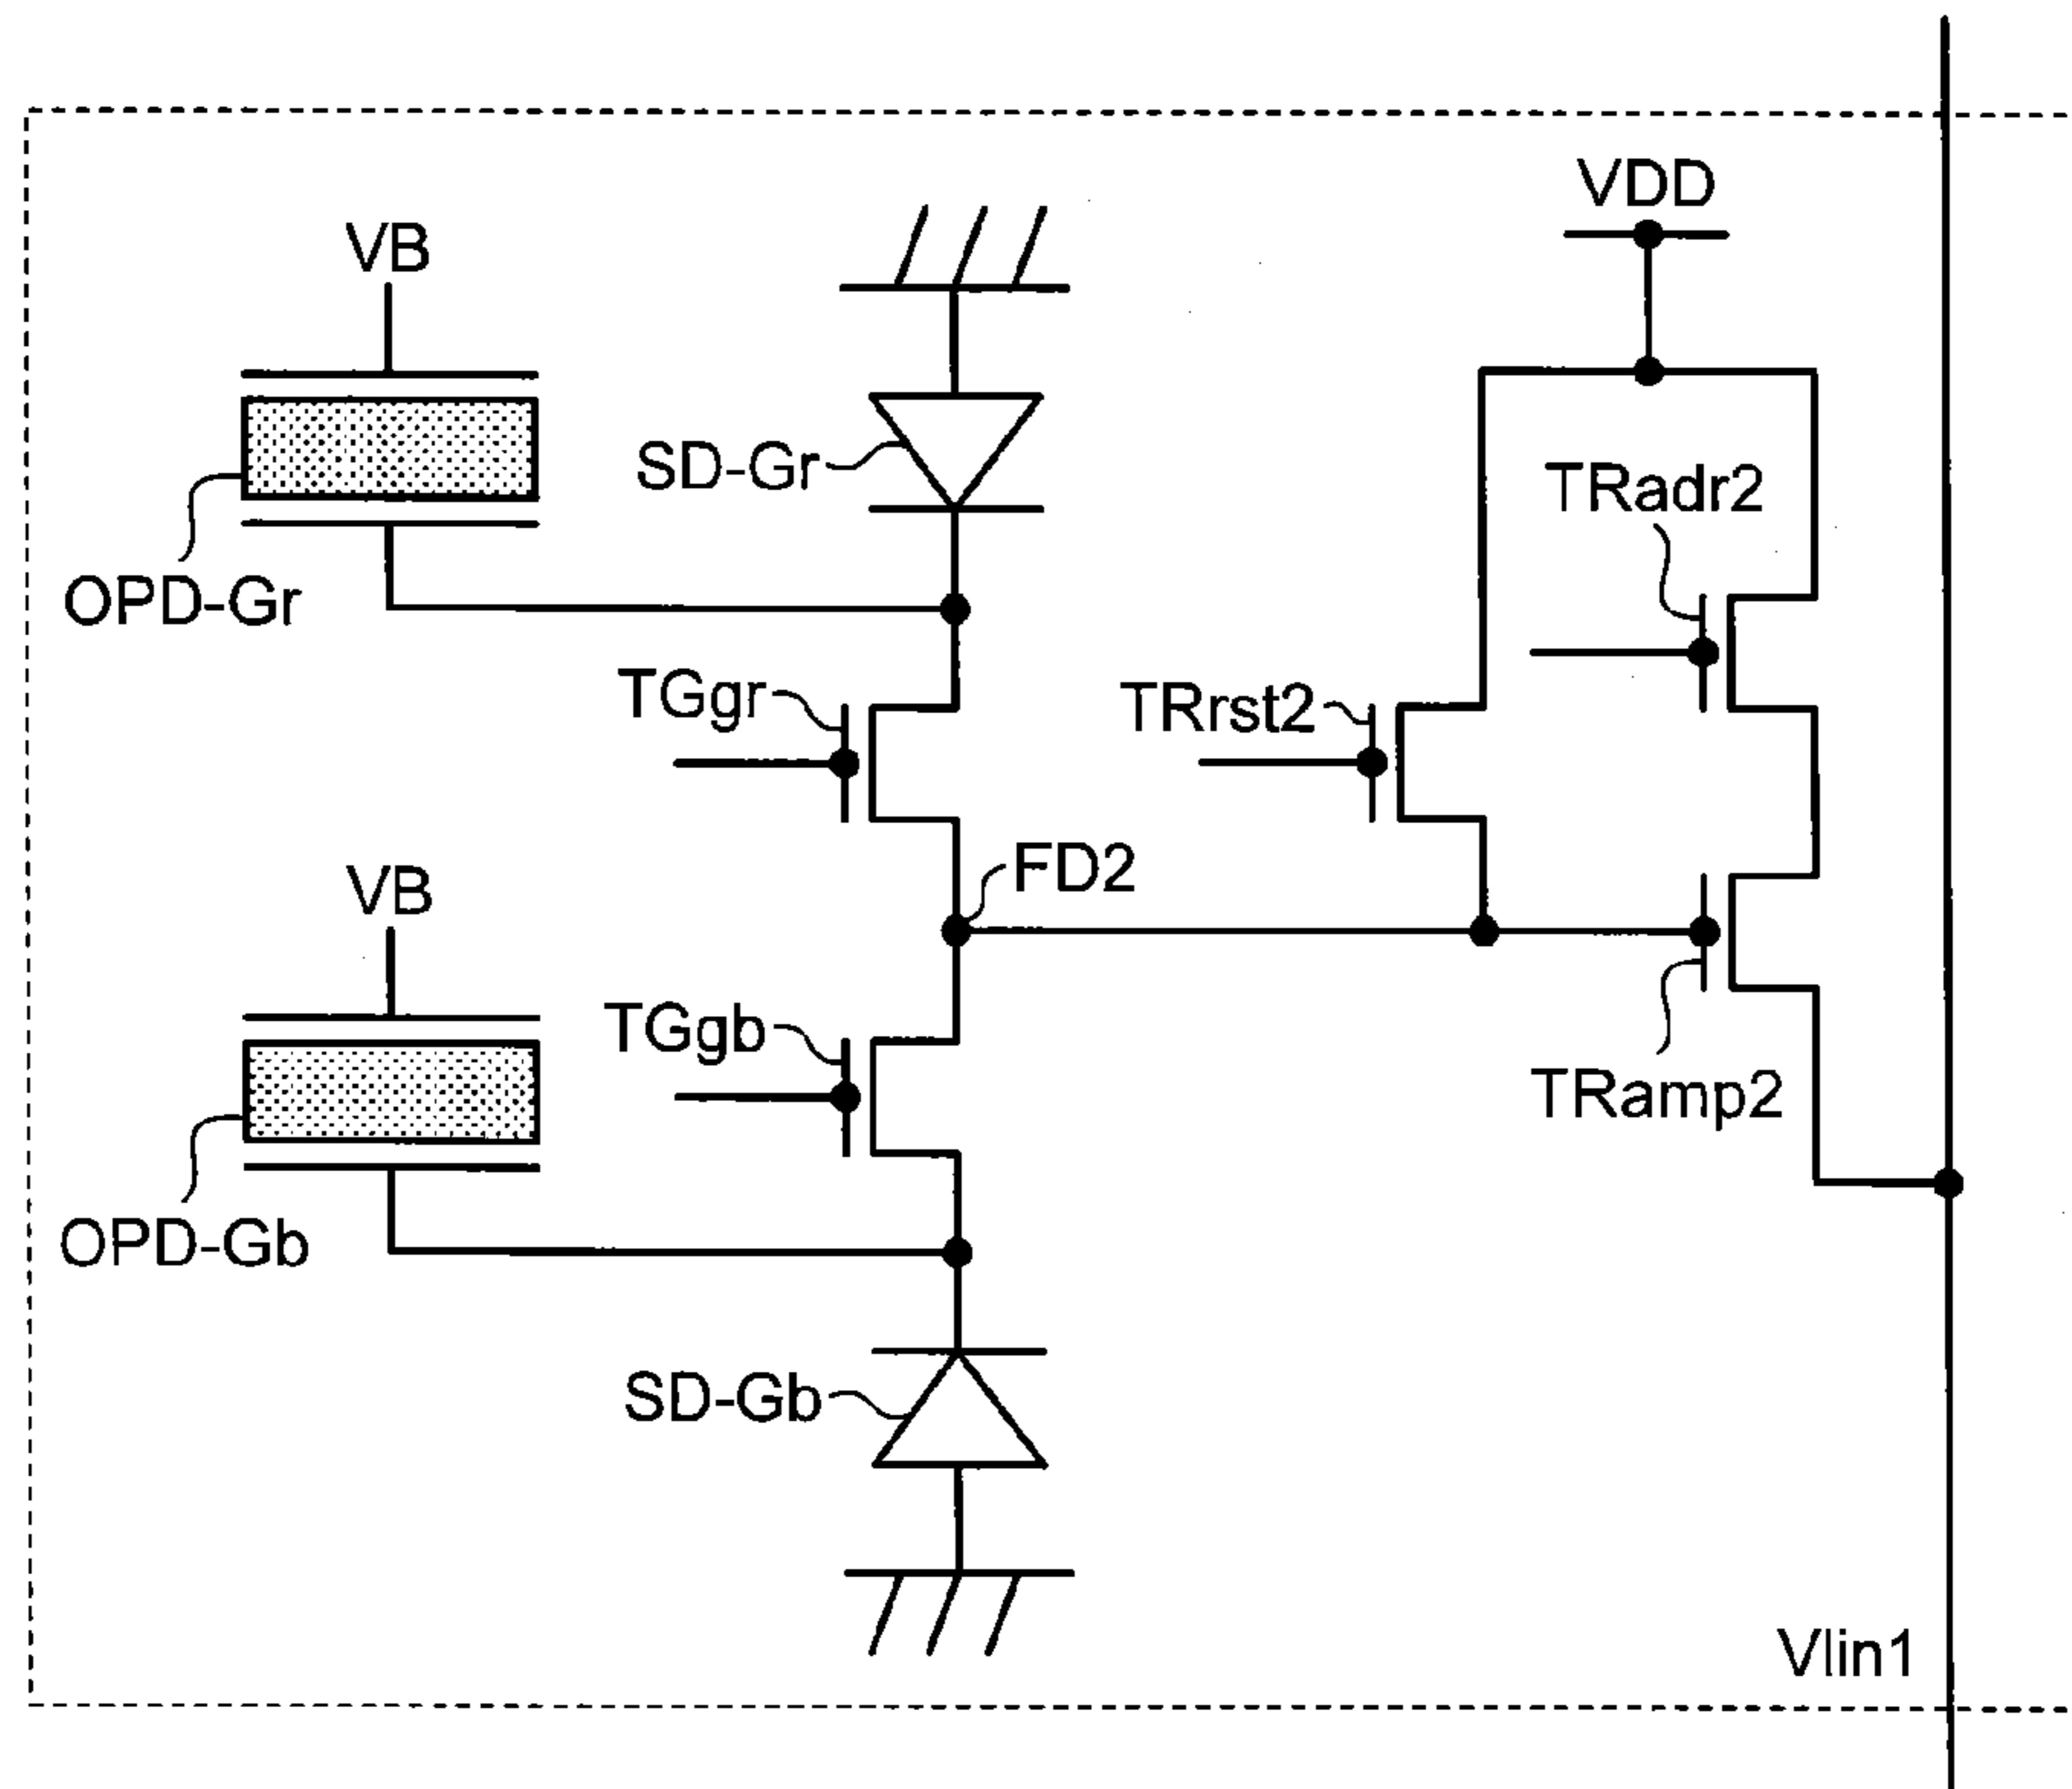 VDD
VB
SD-Gr
TRadr2
OPD-Gr
TGgr
TRrst2
FD2
VB
TGgb
TRamp2
OPD-Gb
SD-Gb
Vlin1